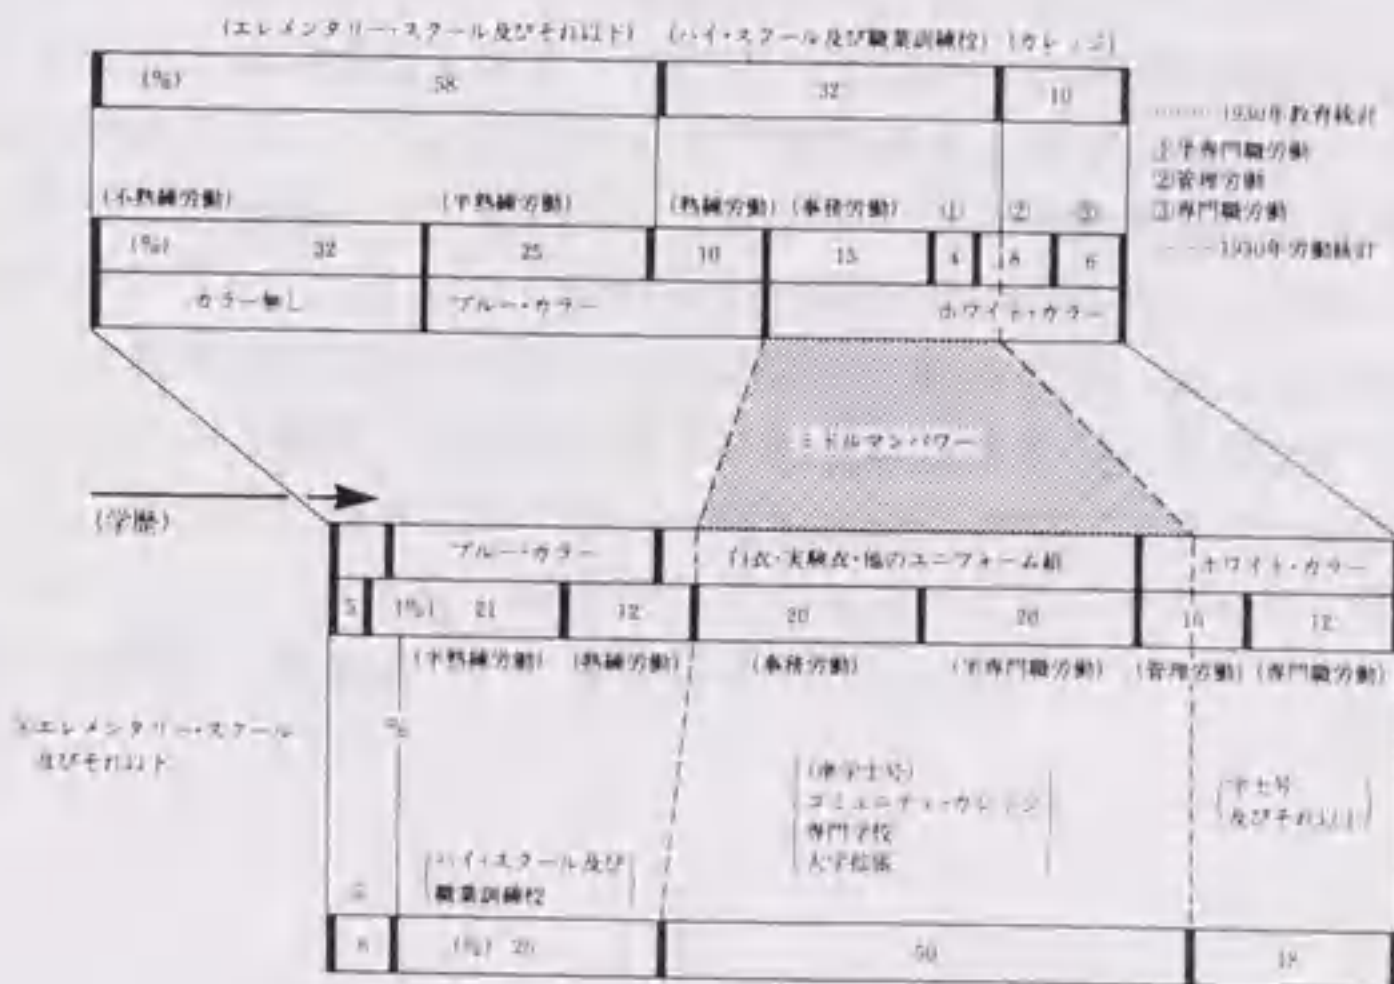 (エレメンタリー・スクール及びそれ以下) (ハイ・スクール及び職業訓練校) (カレッジ)
(%) 58 32 10
1930年教育統計
①半専門職労働
②管理労働
③専門職労働
1930年労働統計
(不熟練労働) (半熟練労働) (熟練労働) (事務労働) ① ② ③
(%) 32 25 10 15 4 8 6
カラー無し ブルー・カラー ホワイト・カラー
ミドルマンパワー
(学歴)
ブルー・カラー 白衣・実験衣・他のユニフォーム組 ホワイト・カラー
5 (%) 21 12 20 20 10 12
(半熟練労働) (熟練労働) (事務労働) (半専門職労働) (管理労働) (専門職労働)
エレメンタリー・スクール
及びそれ以下
%
(準学士号)
コミュニティ・カレッジ
専門学校
大学拡張
学士号
及びそれ以上
ハイ・スクール及び
職業訓練校
(%) 50 18